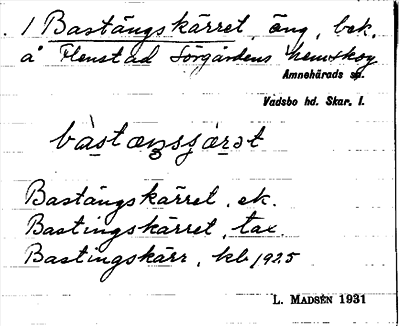 1 Bastängskärret, äng, bek.
å Flenstad Sörgårdens hemskog
Amnehärads sn.
Vadsbo hd. Skar. l.
Bastängskärret, ek.
Bastingskärret, tax.
Bastingskärr, kb 1925
L. MADSÉN 1931